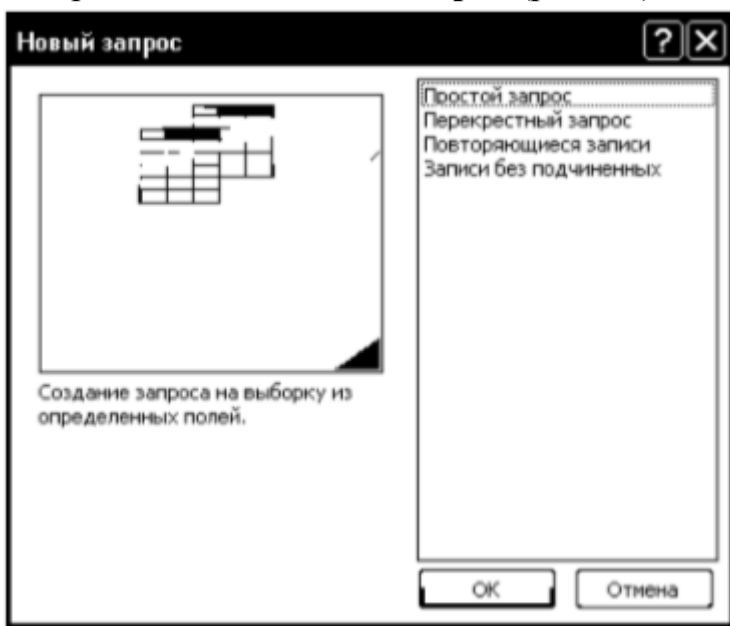 Новый запрос
?
Простой запрос
Перекрестный запрос
Повторяющиеся записи
Записи без подчиненных
Создание запроса на выборку из
определенных полей.
ОК
Отмена